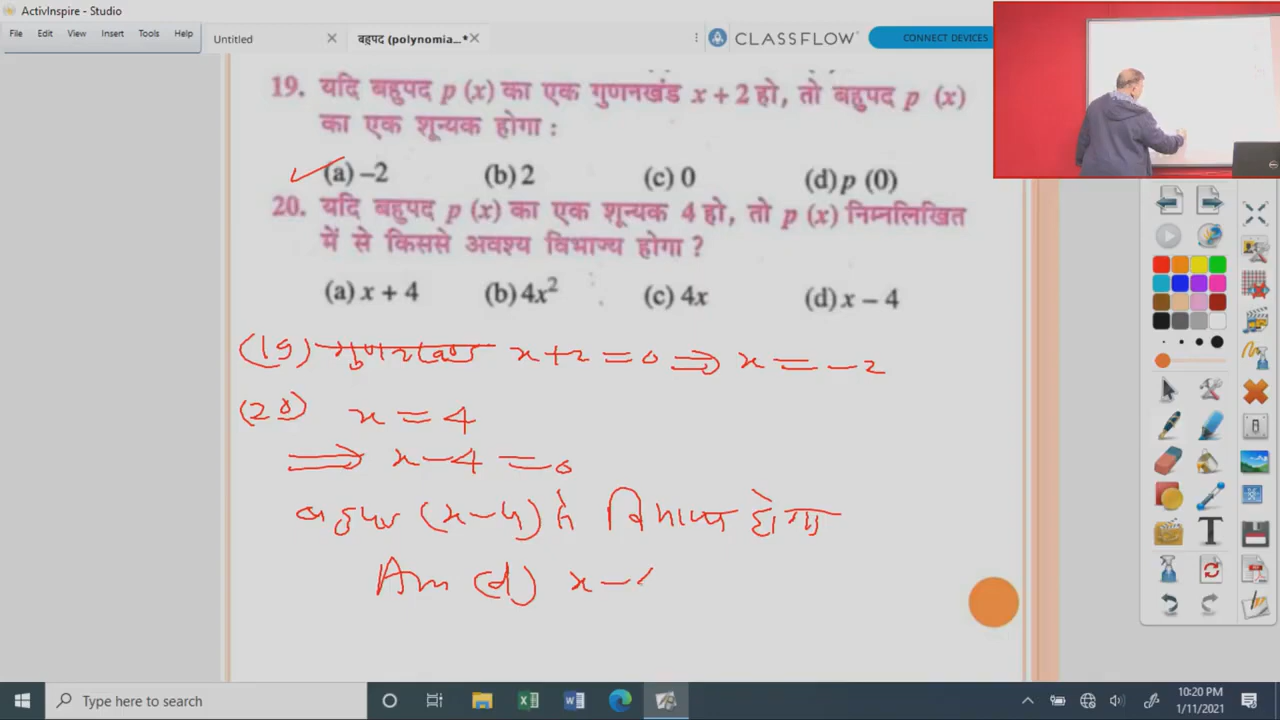 ActivInspire - Studio
File Edit View Insert Tools Help
Untitled
बहुपद (polynomia...*
CLASSFLOW
CONNECT DEVICES
19. यदि बहुपद p (x) का एक गुणनखंड x + 2 हो, तो बहुपद p (x)
का एक शून्यक होगा :
(a) –2 (b) 2 (c) 0 (d) p (0)
20. यदि बहुपद p (x) का एक शून्यक 4 हो, तो p (x) निम्नलिखित
में से किससे अवश्य विभाज्य होगा ?
(a) x + 4 (b) 4x² (c) 4x (d) x – 4
(19) x+2 = 0 ⇒ x = -2
(20) x = 4
⇒ x-4 = 0
बहुपद (x-4) से विभाज्य होगा
Ans (d) x-
Type here to search
10:20 PM
1/11/2021